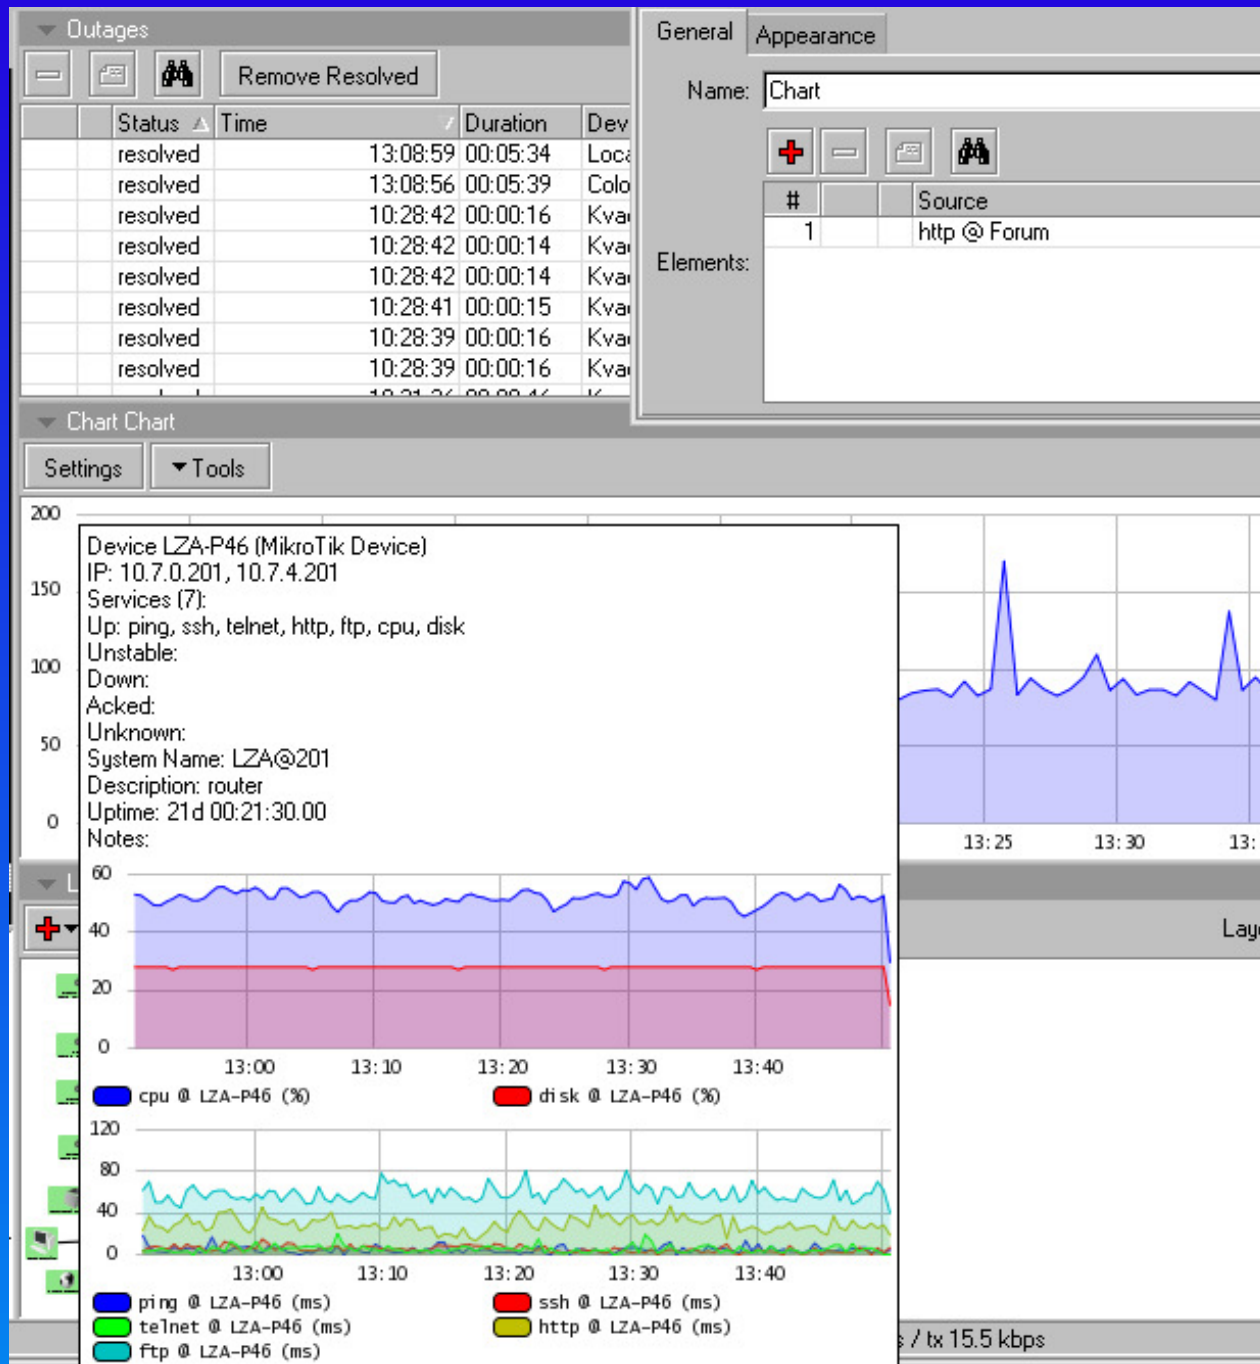 Outages
Remove Resolved
Status Time Duration
resolved 13:08:59 00:05:34
resolved 13:08:56 00:05:39
resolved 10:28:42 00:00:16
resolved 10:28:42 00:00:14
resolved 10:28:42 00:00:14
resolved 10:28:41 00:00:15
resolved 10:28:39 00:00:16
resolved 10:28:39 00:00:16
General Appearance
Name: Chart
# Source
1 http @ Forum
Elements:
Chart Chart
Settings Tools
200
150
100
50
0
13:25 13:30
Device LZA-P46 (MikroTik Device)
IP: 10.7.0.201, 10.7.4.201
Services (7):
Up: ping, ssh, telnet, http, ftp, cpu, disk
Unstable:
Down:
Acked:
Unknown:
System Name: LZA@201
Description: router
Uptime: 21d 00:21:30.00
Notes:
60
40
20
0
13:00 13:10 13:20 13:30 13:40
cpu @ LZA-P46 (%) disk @ LZA-P46 (%)
120
80
40
0
13:00 13:10 13:20 13:30 13:40
ping @ LZA-P46 (ms) ssh @ LZA-P46 (ms)
telnet @ LZA-P46 (ms) http @ LZA-P46 (ms)
ftp @ LZA-P46 (ms)
/ tx 15.5 kbps